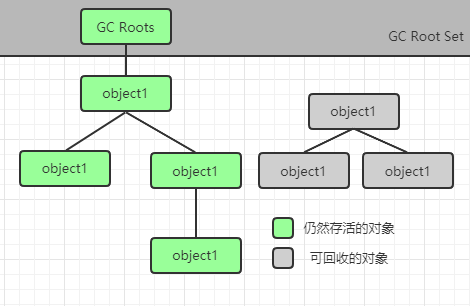 GC Roots
GC Root Set
object1
object1
object1
object1
object1
object1
object1
仍然存活的对象
可回收的对象